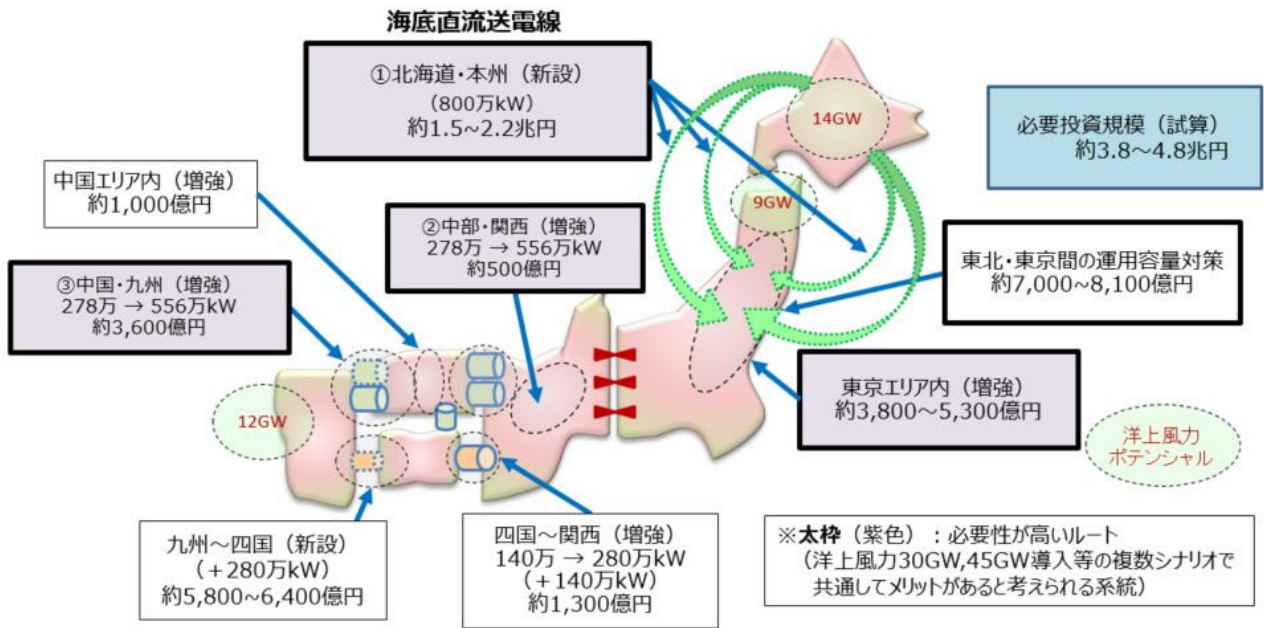 海底直流送電線
①北海道・本州（新設）
（800万kW）
約1.5~2.2兆円
14GW
必要投資規模（試算）
約3.8～4.8兆円
中国エリア内（増強）
約1,000億円
9GW
②中部・関西（増強）
278万 → 556万kW
約500億円
東北・東京間の運用容量対策
約7,000~8,100億円
③中国・九州（増強）
278万 → 556万kW
約3,600億円
東京エリア内（増強）
約3,800～5,300億円
12GW
洋上風力
ポテンシャル
九州～四国（新設）
（+280万kW）
約5,800~6,400億円
四国～関西（増強）
140万 → 280万kW
（+140万kW）
約1,300億円
※太枠（紫色）：必要性が高いルート
（洋上風力30GW,45GW導入等の複数シナリオで
共通してメリットがあると考えられる系統）